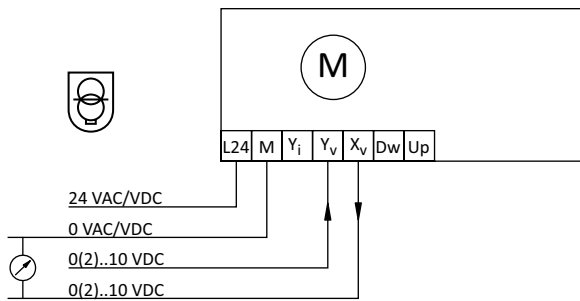 M
L24 M Yi Yv Xv Dw Up
24 VAC/VDC
0 VAC/VDC
0(2)..10 VDC
0(2)..10 VDC